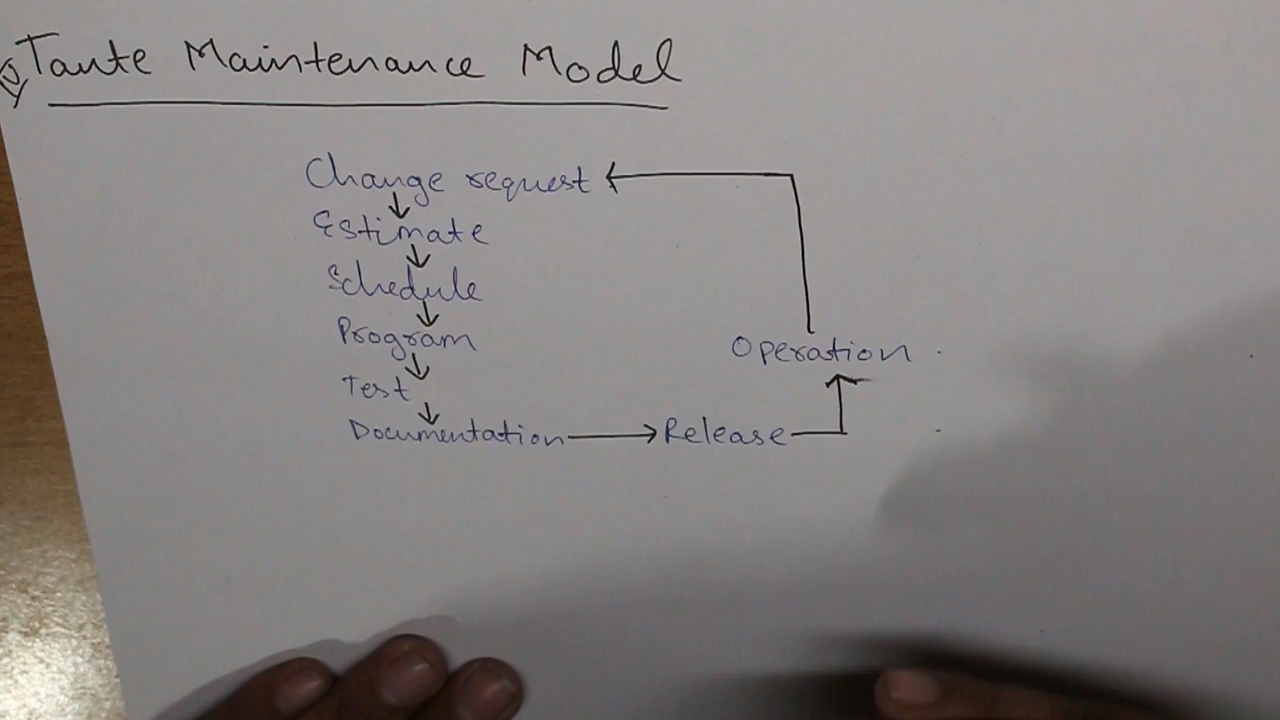 Taute Maintenance Model
Change request
Estimate
Schedule
Program
Operation
Test
Documentation Release